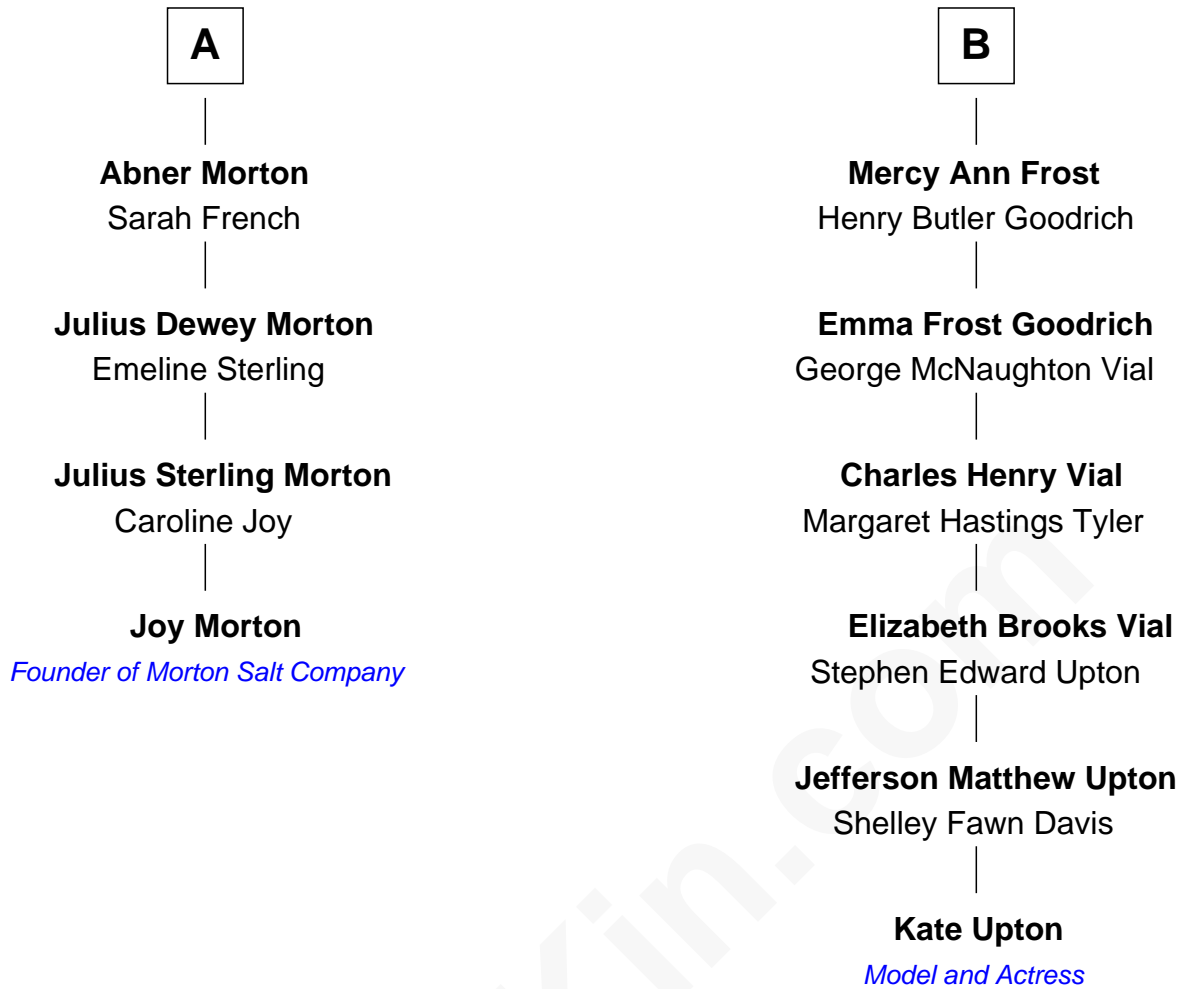 A
Abner Morton
Sarah French
Julius Dewey Morton
Emeline Sterling
Julius Sterling Morton
Caroline Joy
Joy Morton
Founder of Morton Salt Company
B
Mercy Ann Frost
Henry Butler Goodrich
Emma Frost Goodrich
George McNaughton Vial
Charles Henry Vial
Margaret Hastings Tyler
Elizabeth Brooks Vial
Stephen Edward Upton
Jefferson Matthew Upton
Shelley Fawn Davis
Kate Upton
Model and Actress